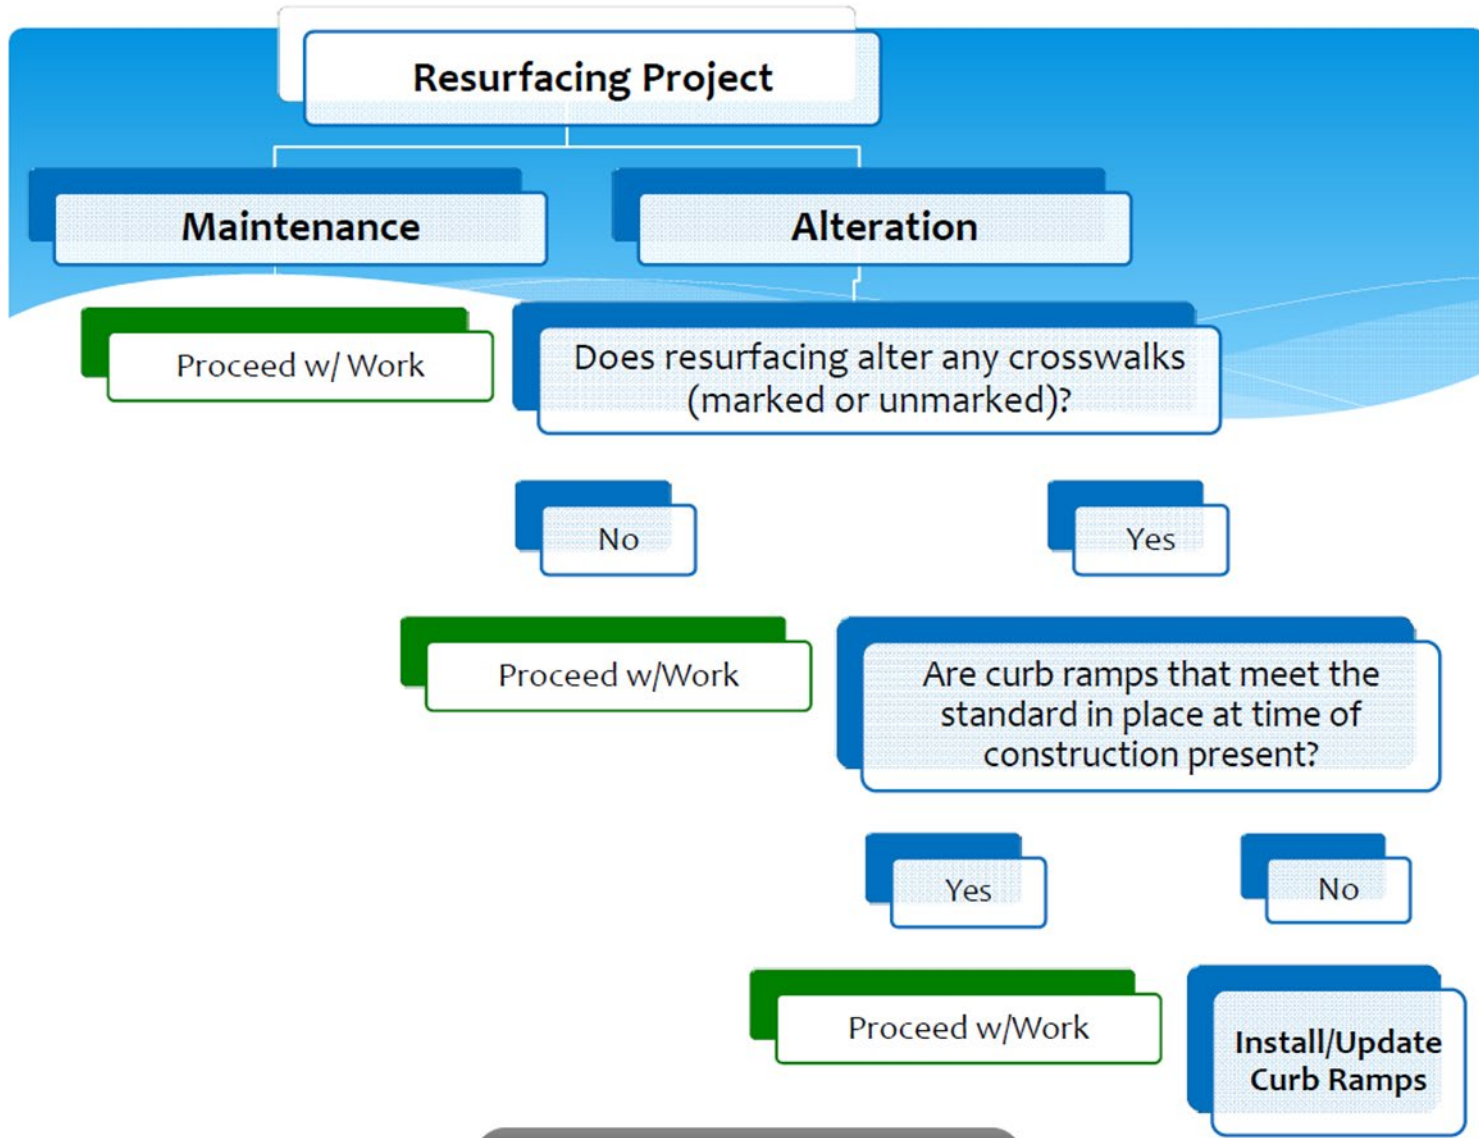 Resurfacing Project
Maintenance
Alteration
Proceed w/ Work
Does resurfacing alter any crosswalks
(marked or unmarked)?
No
Yes
Proceed w/Work
Are curb ramps that meet the
standard in place at time of
construction present?
Yes
No
Proceed w/Work
Install/Update
Curb Ramps